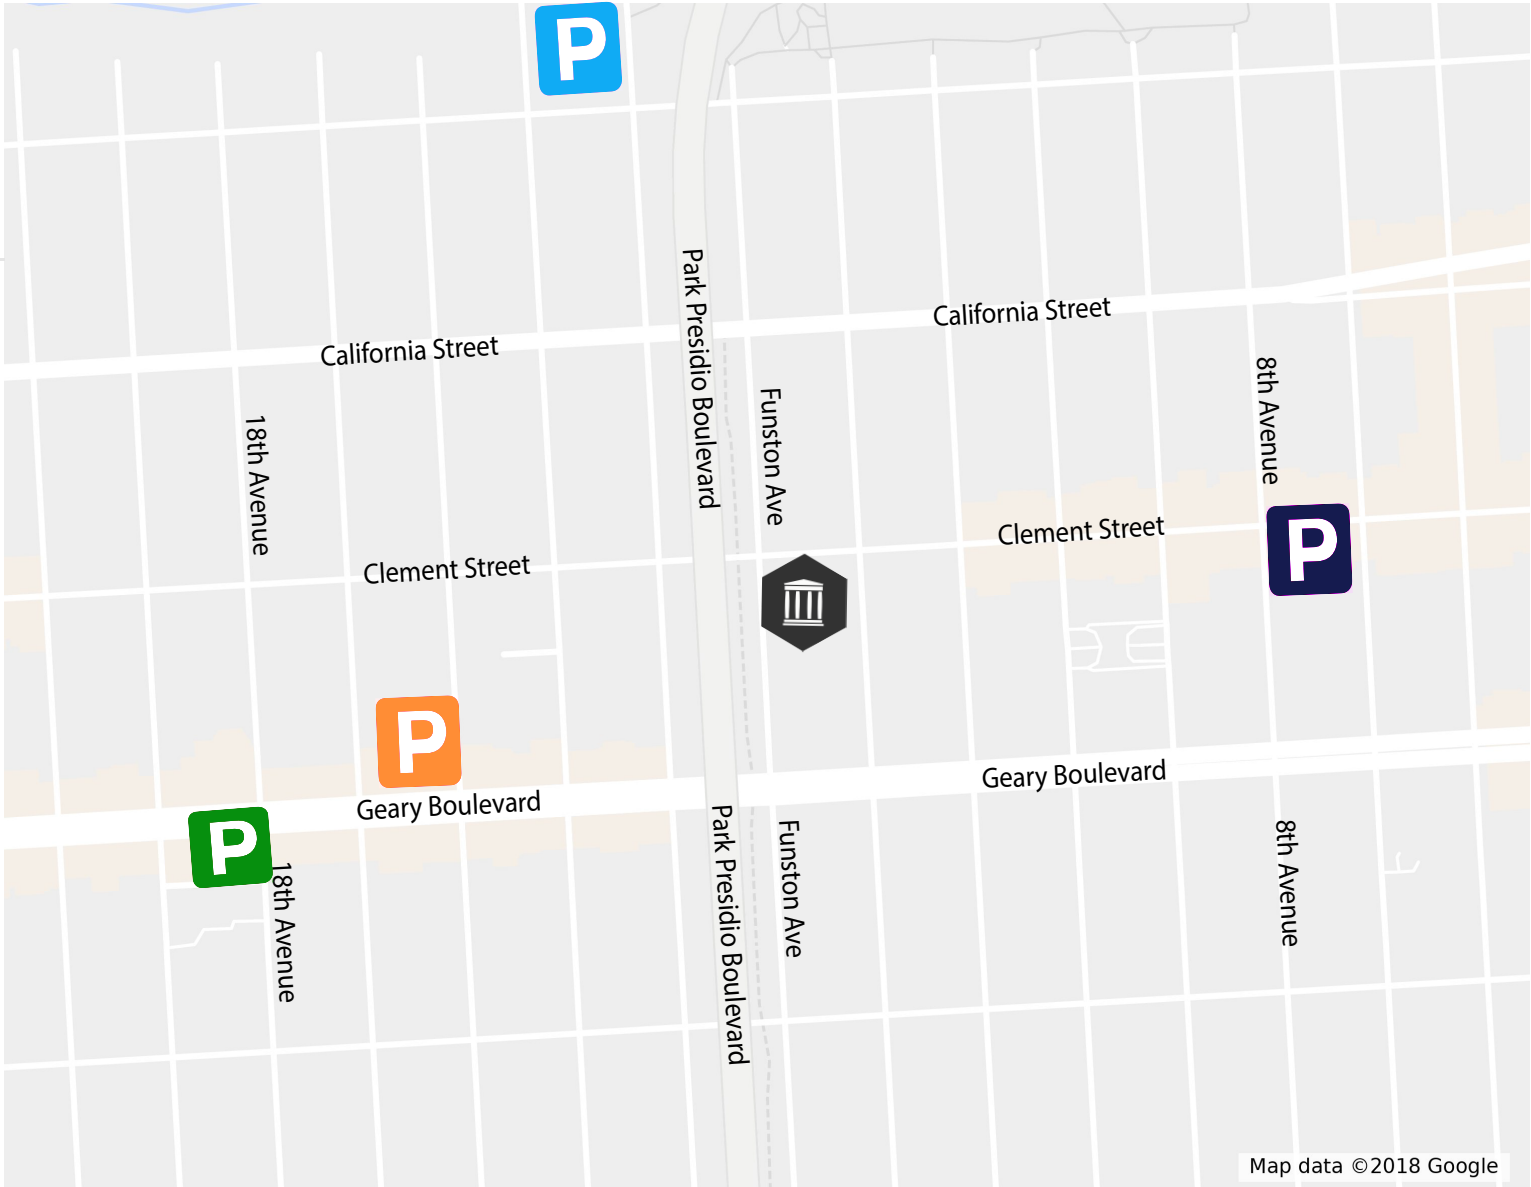 P
Park Presidio Boulevard
California Street
California Street
8th Avenue
Funston Ave
18th Avenue
Clement Street
P
Clement Street
P
Geary Boulevard
Geary Boulevard
P
Park Presidio Boulevard
Funston Ave
8th Avenue
18th Avenue
Map data ©2018 Google